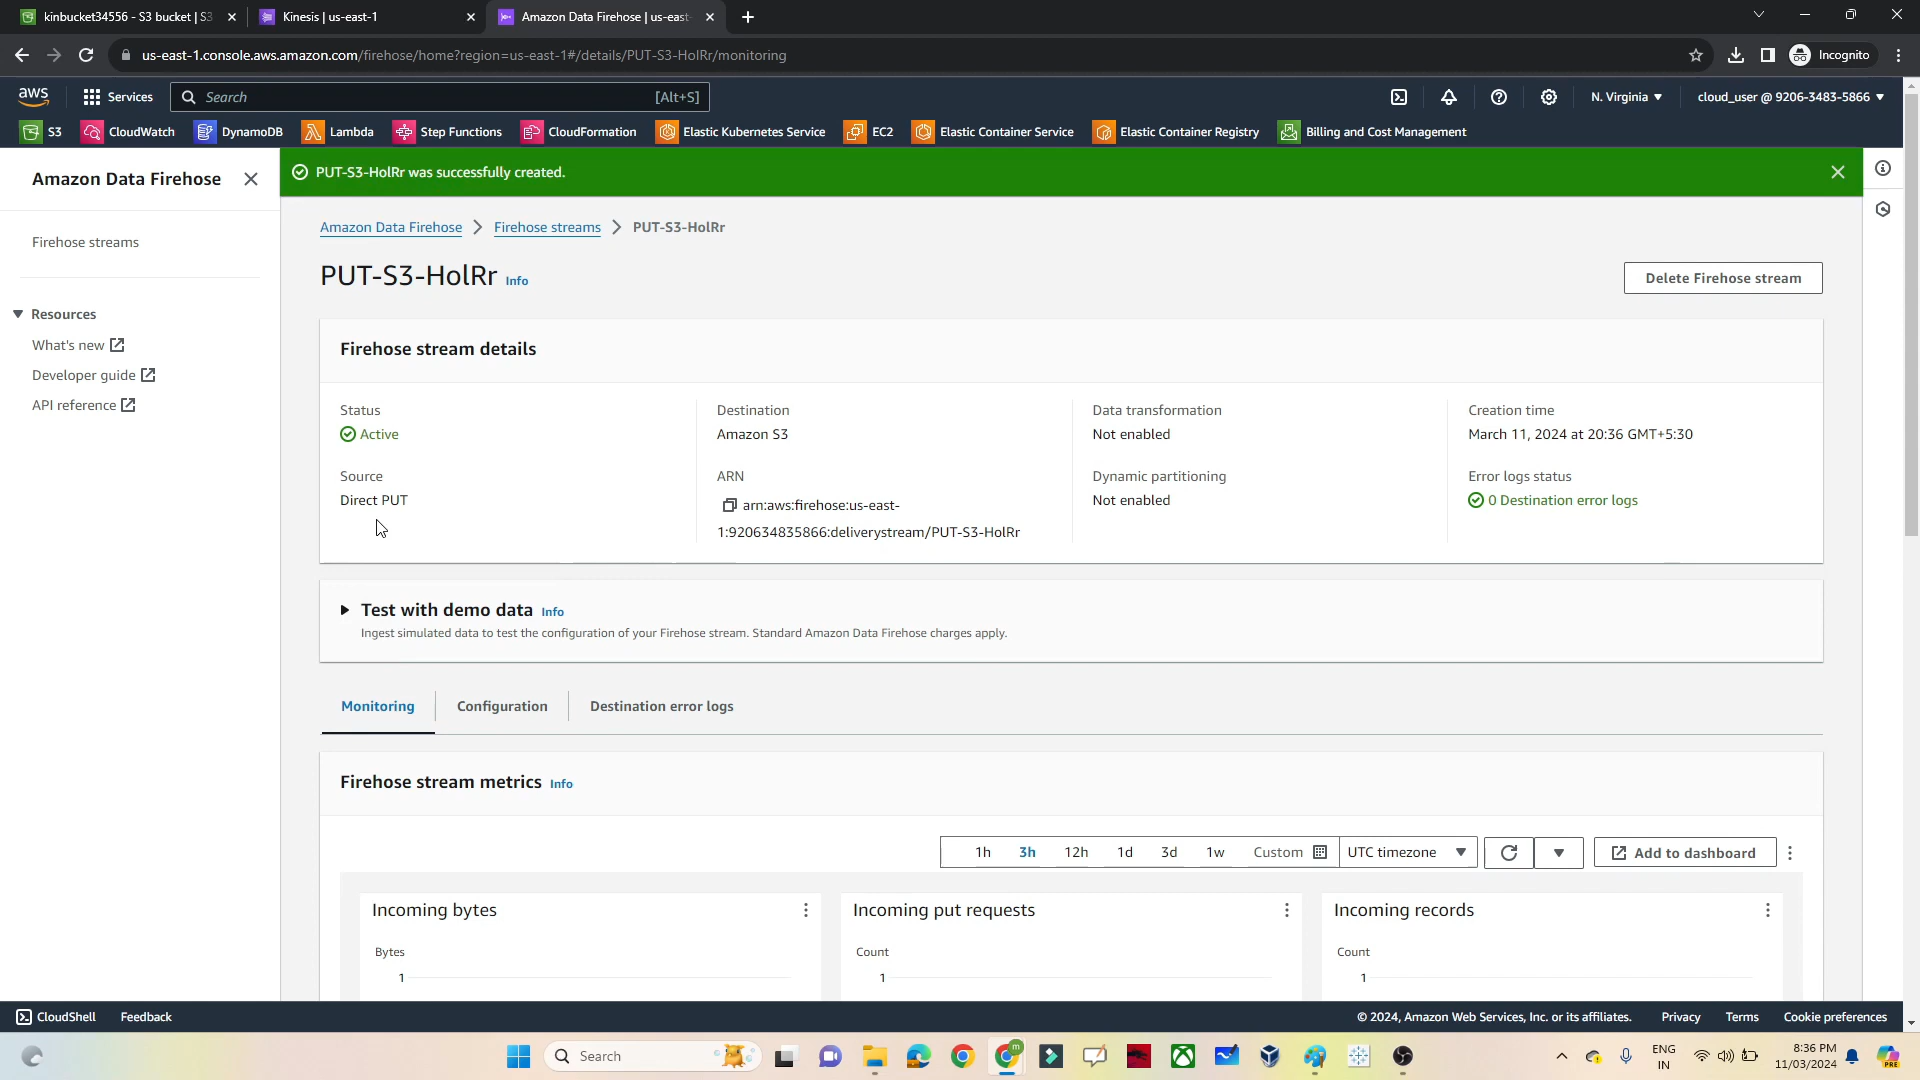 kinbucket34556 - S3 bucket | S3
Kinesis | us-east-1
Amazon Data Firehose | us-east-
us-east-1.console.aws.amazon.com/firehose/home?region=us-east-1#/details/PUT-S3-HolRr/monitoring
Incognito
aws
Services
Search
[Alt+S]
N. Virginia
cloud_user @ 9206-3483-5866
S3
CloudWatch
DynamoDB
Lambda
Step Functions
CloudFormation
Elastic Kubernetes Service
EC2
Elastic Container Service
Elastic Container Registry
Billing and Cost Management
Amazon Data Firehose
Firehose streams
Resources
What's new
Developer guide
API reference
PUT-S3-HolRr was successfully created.
Amazon Data Firehose
Firehose streams
PUT-S3-HolRr
PUT-S3-HolRr Info
Delete Firehose stream
Firehose stream details
Status
Active
Source
Direct PUT
Destination
Amazon S3
ARN
arn:aws:firehose:us-east-
1:920634835866:deliverystream/PUT-S3-HolRr
Data transformation
Not enabled
Dynamic partitioning
Not enabled
Creation time
March 11, 2024 at 20:36 GMT+5:30
Error logs status
0 Destination error logs
Test with demo data Info
Ingest simulated data to test the configuration of your Firehose stream. Standard Amazon Data Firehose charges apply.
Monitoring
Configuration
Destination error logs
Firehose stream metrics Info
1h
3h
12h
1d
3d
1w
Custom
UTC timezone
Add to dashboard
Incoming bytes
Bytes
1
Incoming put requests
Count
1
Incoming records
Count
1
CloudShell
Feedback
© 2024, Amazon Web Services, Inc. or its affiliates.
Privacy
Terms
Cookie preferences
Search
m
ENG
IN
8:36 PM
11/03/2024
PRE